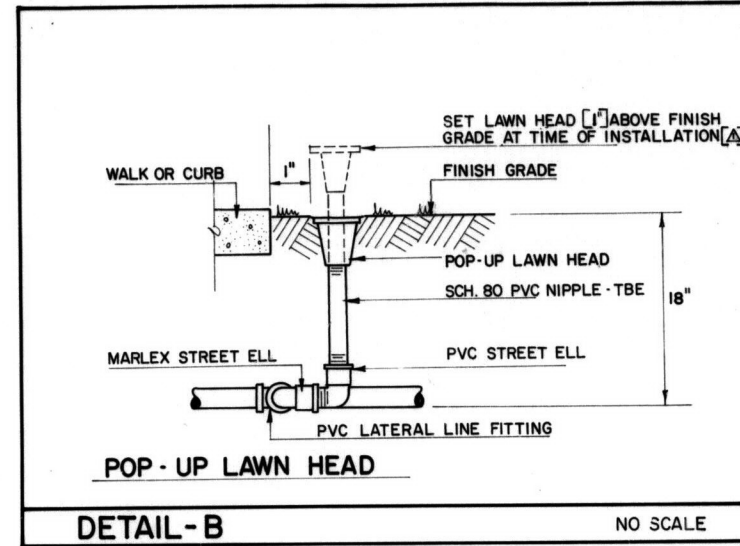 SET LAWN HEAD [1"] ABOVE FINISH
GRADE AT TIME OF INSTALLATION [1]
1"
WALK OR CURB
FINISH GRADE
POP-UP LAWN HEAD
SCH. 80 PVC NIPPLE - TBE
18"
MARLEX STREET ELL
PVC STREET ELL
PVC LATERAL LINE FITTING
POP-UP LAWN HEAD
DETAIL-B
NO SCALE